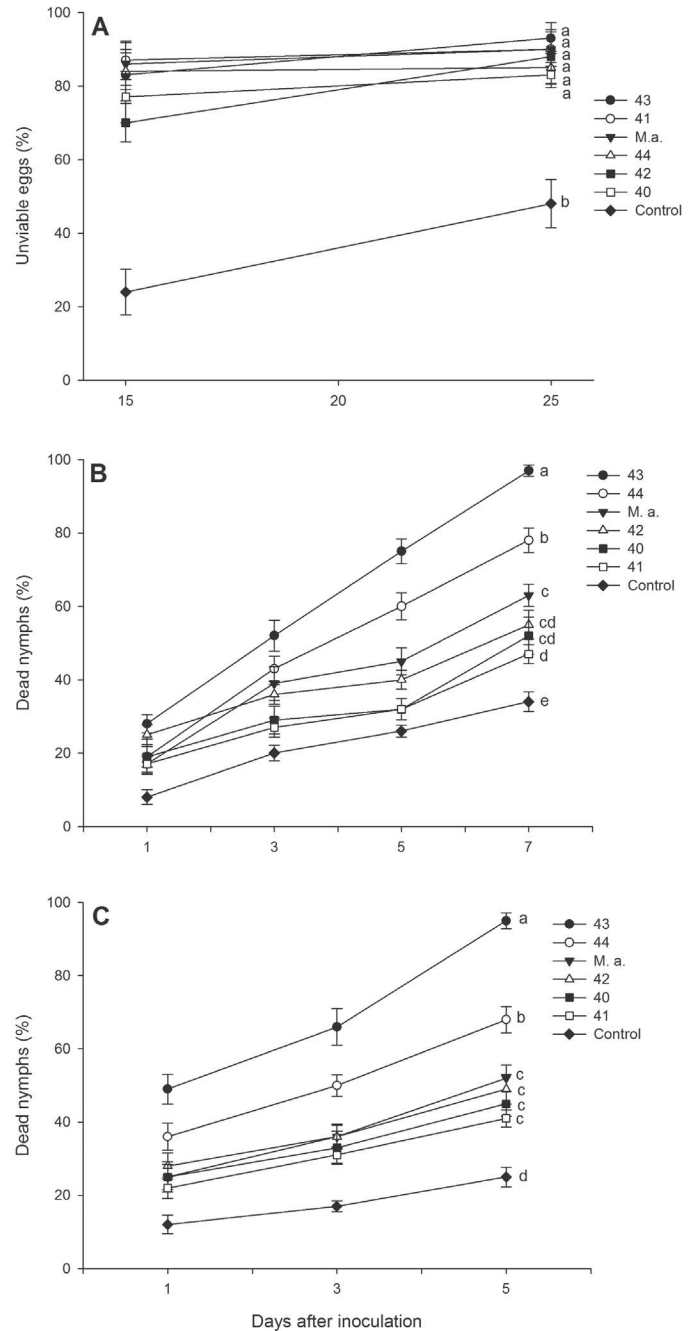 A
Unviable eggs (%)
100
80
60
40
20
0
15
20
25
a
a
a
a
a
a
b
43
41
M.a.
44
42
40
Control
B
Dead nymphs (%)
100
80
60
40
20
0
1
3
5
7
a
b
c
cd
cd
d
e
43
44
M. a.
42
40
41
Control
C
Dead nymphs (%)
100
80
60
40
20
0
1
3
5
a
b
c
c
c
c
d
43
44
M. a.
42
40
41
Control
Days after inoculation